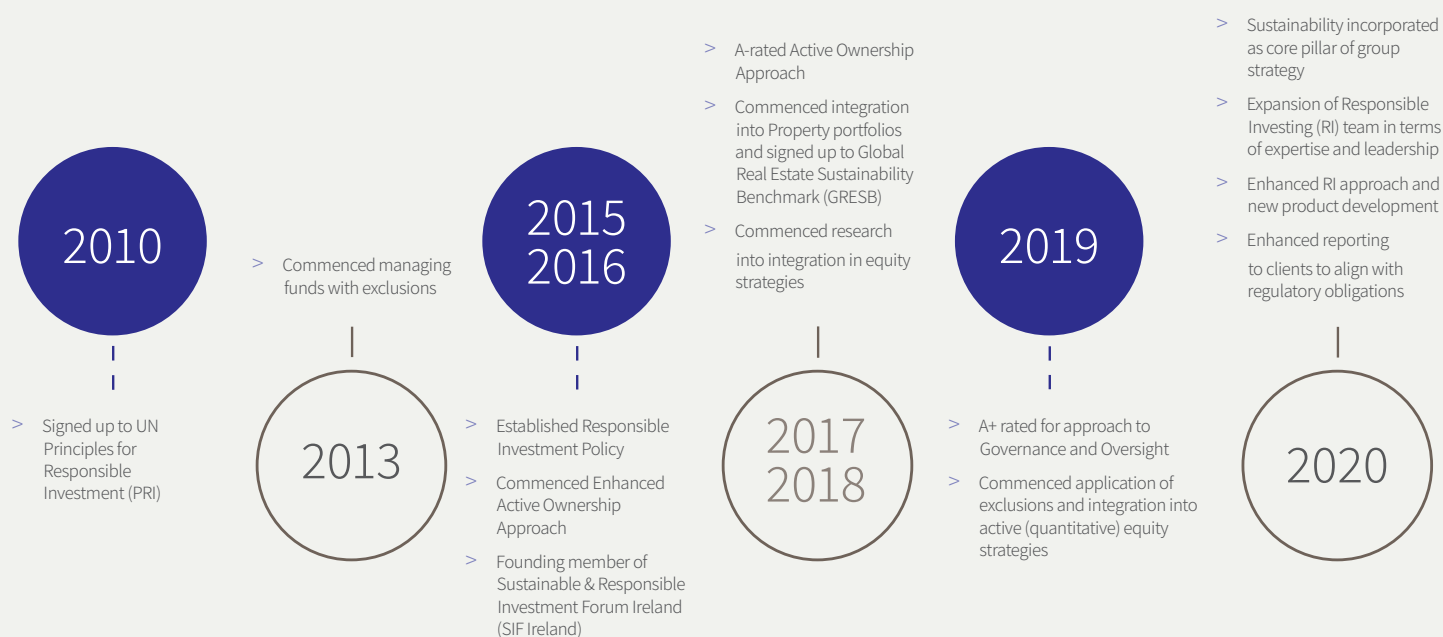 2010
> Signed up to UN
Principles for
Responsible
Investment (PRI)
> Commenced managing
funds with exclusions
2013
2015
2016
> Established Responsible
Investment Policy
> Commenced Enhanced
Active Ownership
Approach
> Founding member of
Sustainable & Responsible
Investment Forum Ireland
(SIF Ireland)
> A-rated Active Ownership
Approach
> Commenced integration
into Property portfolios
and signed up to Global
Real Estate Sustainability
Benchmark (GRESB)
> Commenced research
into integration in equity
strategies
2017
2018
2019
> A+ rated for approach to
Governance and Oversight
> Commenced application of
exclusions and integration into
active (quantitative) equity
strategies
> Sustainability incorporated
as core pillar of group
strategy
> Expansion of Responsible
Investing (RI) team in terms
of expertise and leadership
> Enhanced RI approach and
new product development
> Enhanced reporting
to clients to align with
regulatory obligations
2020